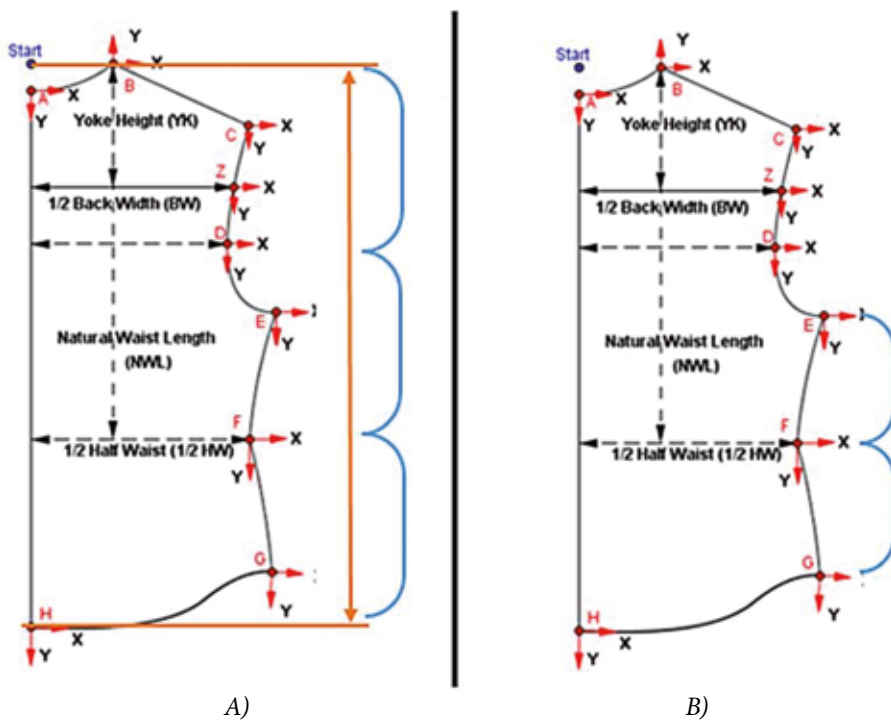 Start
Y
X
A
X
Y
B
Yoke Height (YK)
C
X
Y
Z
X
Y
1/2 Back Width (BW)
D
X
Y
E
Y
Natural Waist Length
(NWL)
F
X
1/2 Half Waist (1/2 HW)
Y
G
Y
H
X
Y
A)
Start
Y
X
A
X
Y
B
Yoke Height (YK)
C
X
Y
Z
X
Y
1/2 Back Width (BW)
D
X
Y
E
Y
Natural Waist Length
(NWL)
F
X
1/2 Half Waist (1/2 HW)
Y
G
Y
H
X
Y
B)